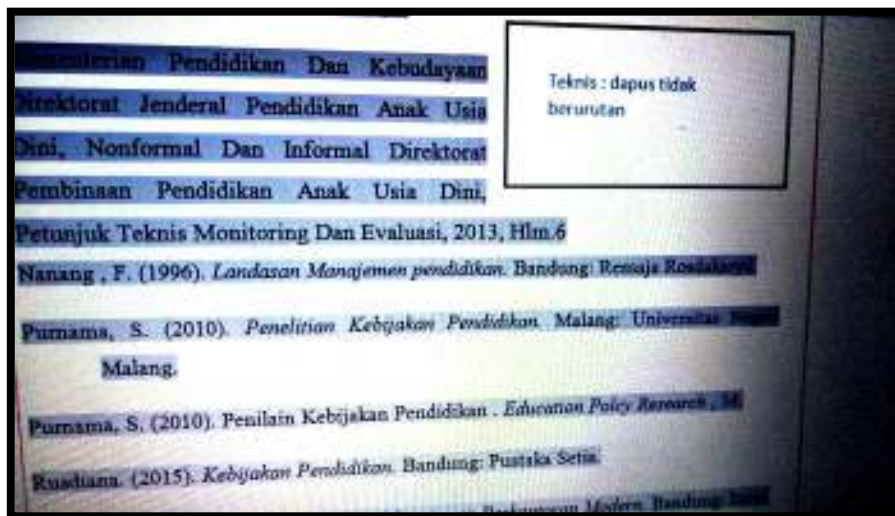 Kementerian Pendidikan Dan Kebudayaan
Direktorat Jenderal Pendidikan Anak Usia
Dini, Nonformal Dan Informal Direktorat
Pembinaan Pendidikan Anak Usia Dini,
Petunjuk Teknis Monitoring Dan Evaluasi, 2013, Hlm.6
Teknis : dapus tidak
berurutan
Nanang , F. (1996). Landasan Manajemen pendidikan. Bandung: Remaja
Purnama, S. (2010). Penelitian Kebijakan Pendidikan Malang: Universitas
Malang.
Purnama, S. (2010). Penilain Kebijakan Pendidikan . Education Policy Research , M
Rusdiana. (2015). Kebijakan Pendidikan. Bandung: Pustaka Setia.
Modern. Bandung: